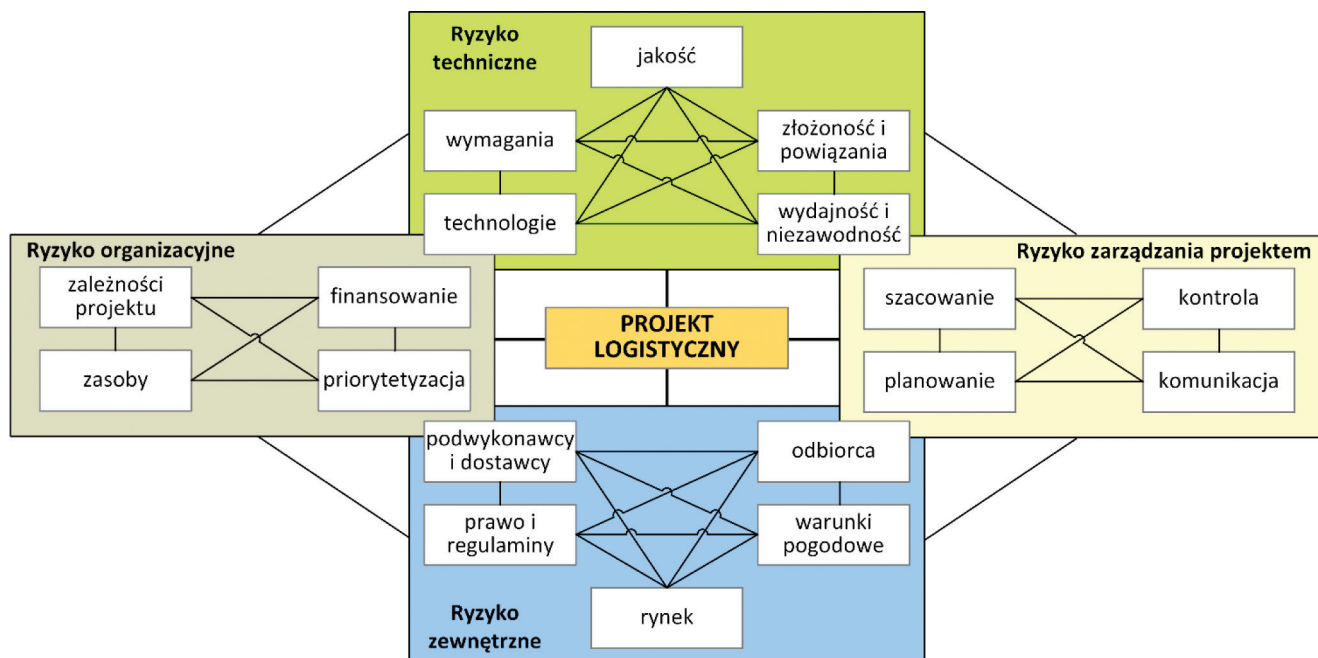 Ryzyko
techniczne
jakość
wymagania
złożoność i
powiązania
technologie
wydajność i
niezawodność
Ryzyko organizacyjne
zależności
projektu
finansowanie
zasoby
priorytetyzacja
PROJEKT
LOGISTYCZNY
Ryzyko zarządzania projektem
szacowanie
kontrola
planowanie
komunikacja
podwykonawcy
i dostawcy
odbiorca
prawo i
regulaminy
warunki
pogodowe
Ryzyko
zewnętrzne
rynek